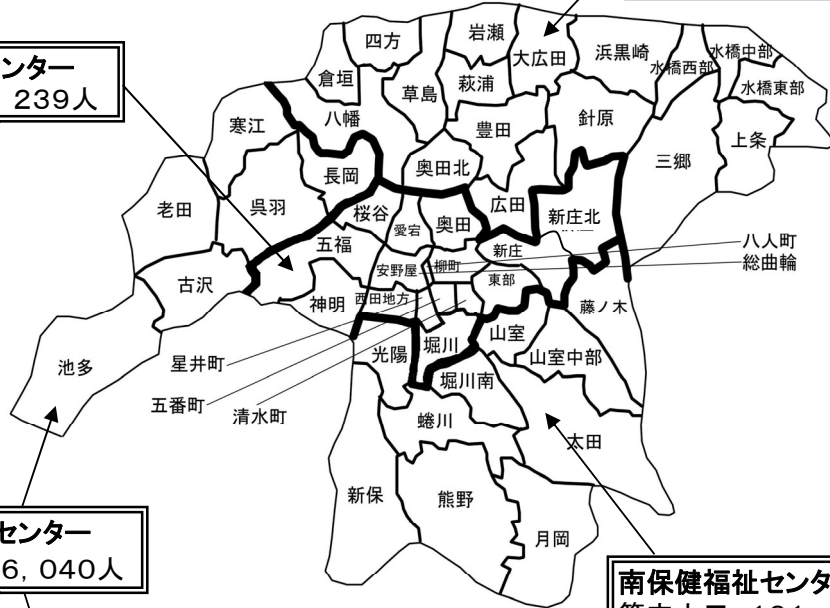 岩瀬
四方
大広田
浜黒崎
水橋中部
水橋西部
ンター
239人
倉垣
草島
萩浦
水橋東部
寒江
八幡
豊田
針原
上条
三郷
奥田北
長岡
老田
呉羽
桜谷
愛宕
奥田
広田
新庄北
八人町
総曲輪
五福
新庄
安野屋
柳町
東部
古沢
神明
西田地方
藤ノ木
星井町
光陽
堀川
山室
山室中部
池多
堀川南
五番町
清水町
蜷川
太田
新保
熊野
月岡
センター
6,040人
南保健福祉センタ